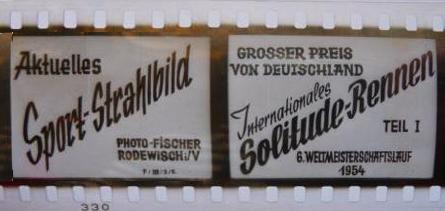 Aktuelles
Sport-Strahlbild
PHOTO-FISCHER
RODEWISCH i/V
GROSSER PREIS
VON DEUTSCHLAND
Internationales
Solitude-Rennen
TEIL I
6. WELTMEISTERSCHAFTSLAUF
1954
330